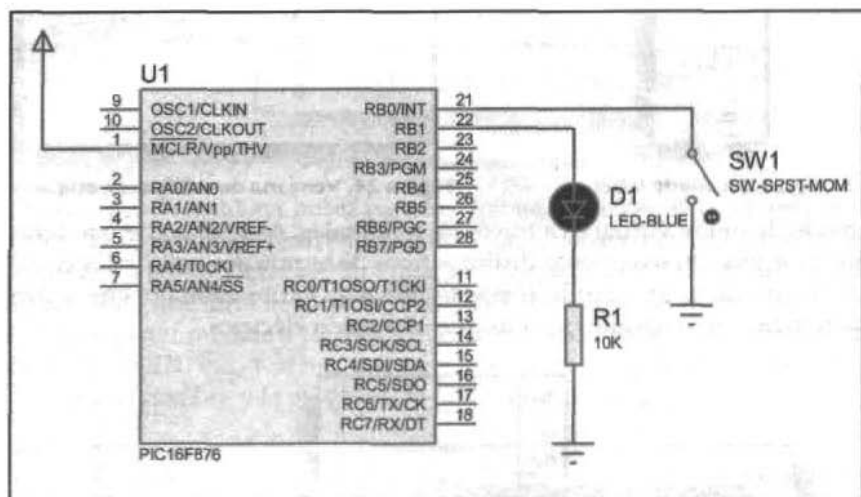 U1
9 OSC1/CLKIN
10 OSC2/CLKOUT
1 MCLR/Vpp/THV
2 RA0/AN0
3 RA1/AN1
4 RA2/AN2/VREF-
5 RA3/AN3/VREF+
6 RA4/T0CKI
7 RA5/AN4/SS
RB0/INT 21
RB1 22
RB2 23
RB3/PGM 24
RB4 25
RB5 26
RB6/PGC 27
RB7/PGD 28
RC0/T1OSO/T1CKI 11
RC1/T1OSI/CCP2 12
RC2/CCP1 13
RC3/SCK/SCL 14
RC4/SDI/SDA 15
RC5/SDO 16
RC6/TX/CK 17
RC7/RX/DT 18
PIC16F876
D1
LED-BLUE
R1
10K
SW1
SW-SPST-MOM